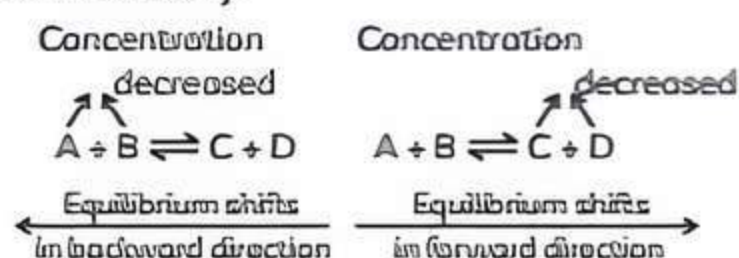 Concentration
decreased
A + B ⇌ C + D
Equilibrium shifts
in backward direction
Concentration
decreased
A + B ⇌ C + D
Equilibrium shifts
in forward direction